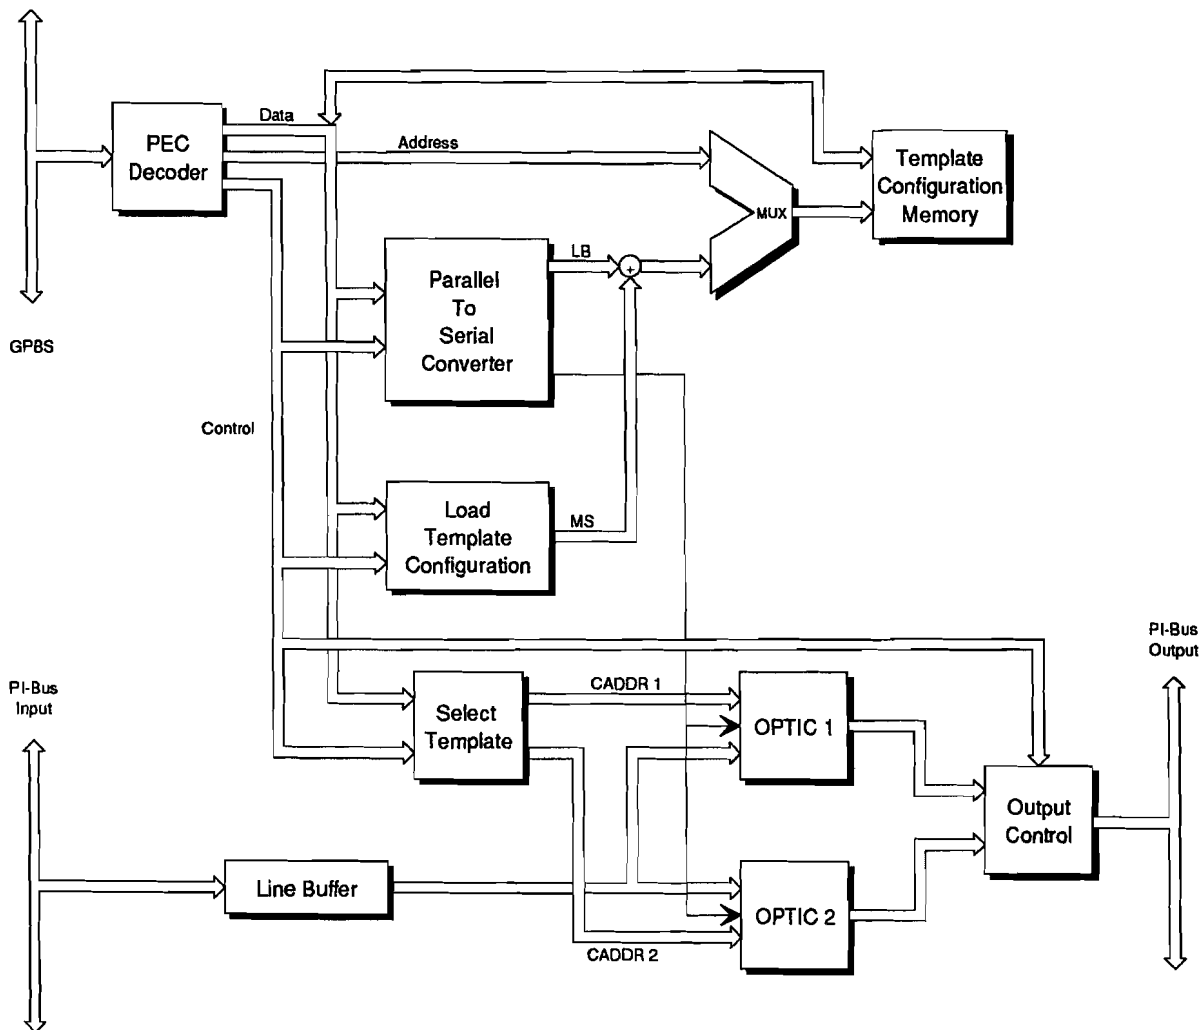 Data
PEC
Decoder
Address
Template
Configuration
Memory
MUX
LB
+
Parallel
To
Serial
Converter
GPBS
Control
Load
Template
Configuration
MS
PI-Bus
Output
PI-Bus
Input
CADDR 1
Select
Template
OPTIC 1
Output
Control
Line Buffer
OPTIC 2
CADDR 2